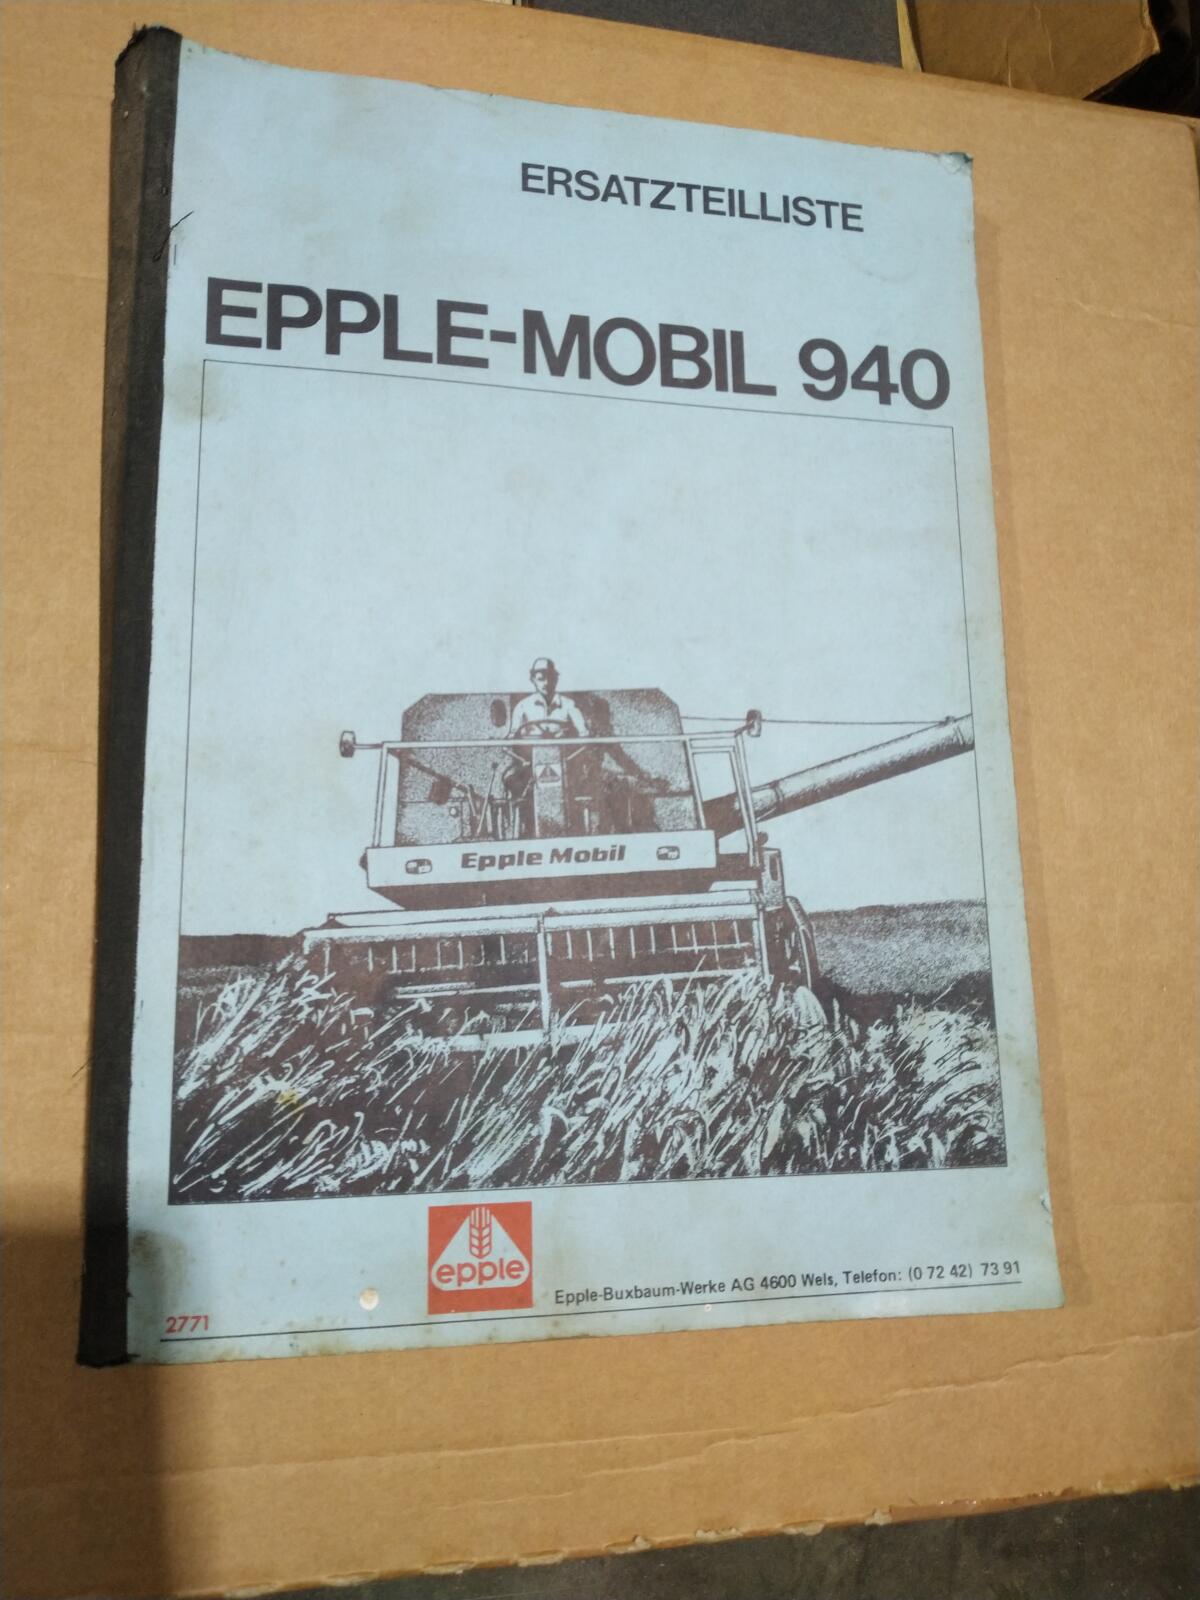 ERSATZTEILLISTE
EPPLE-MOBIL 940
Epple Mobil
epple
Epple-Buxbaum-Werke AG 4600 Wels, Telefon: (0 72 42) 73 91
2771